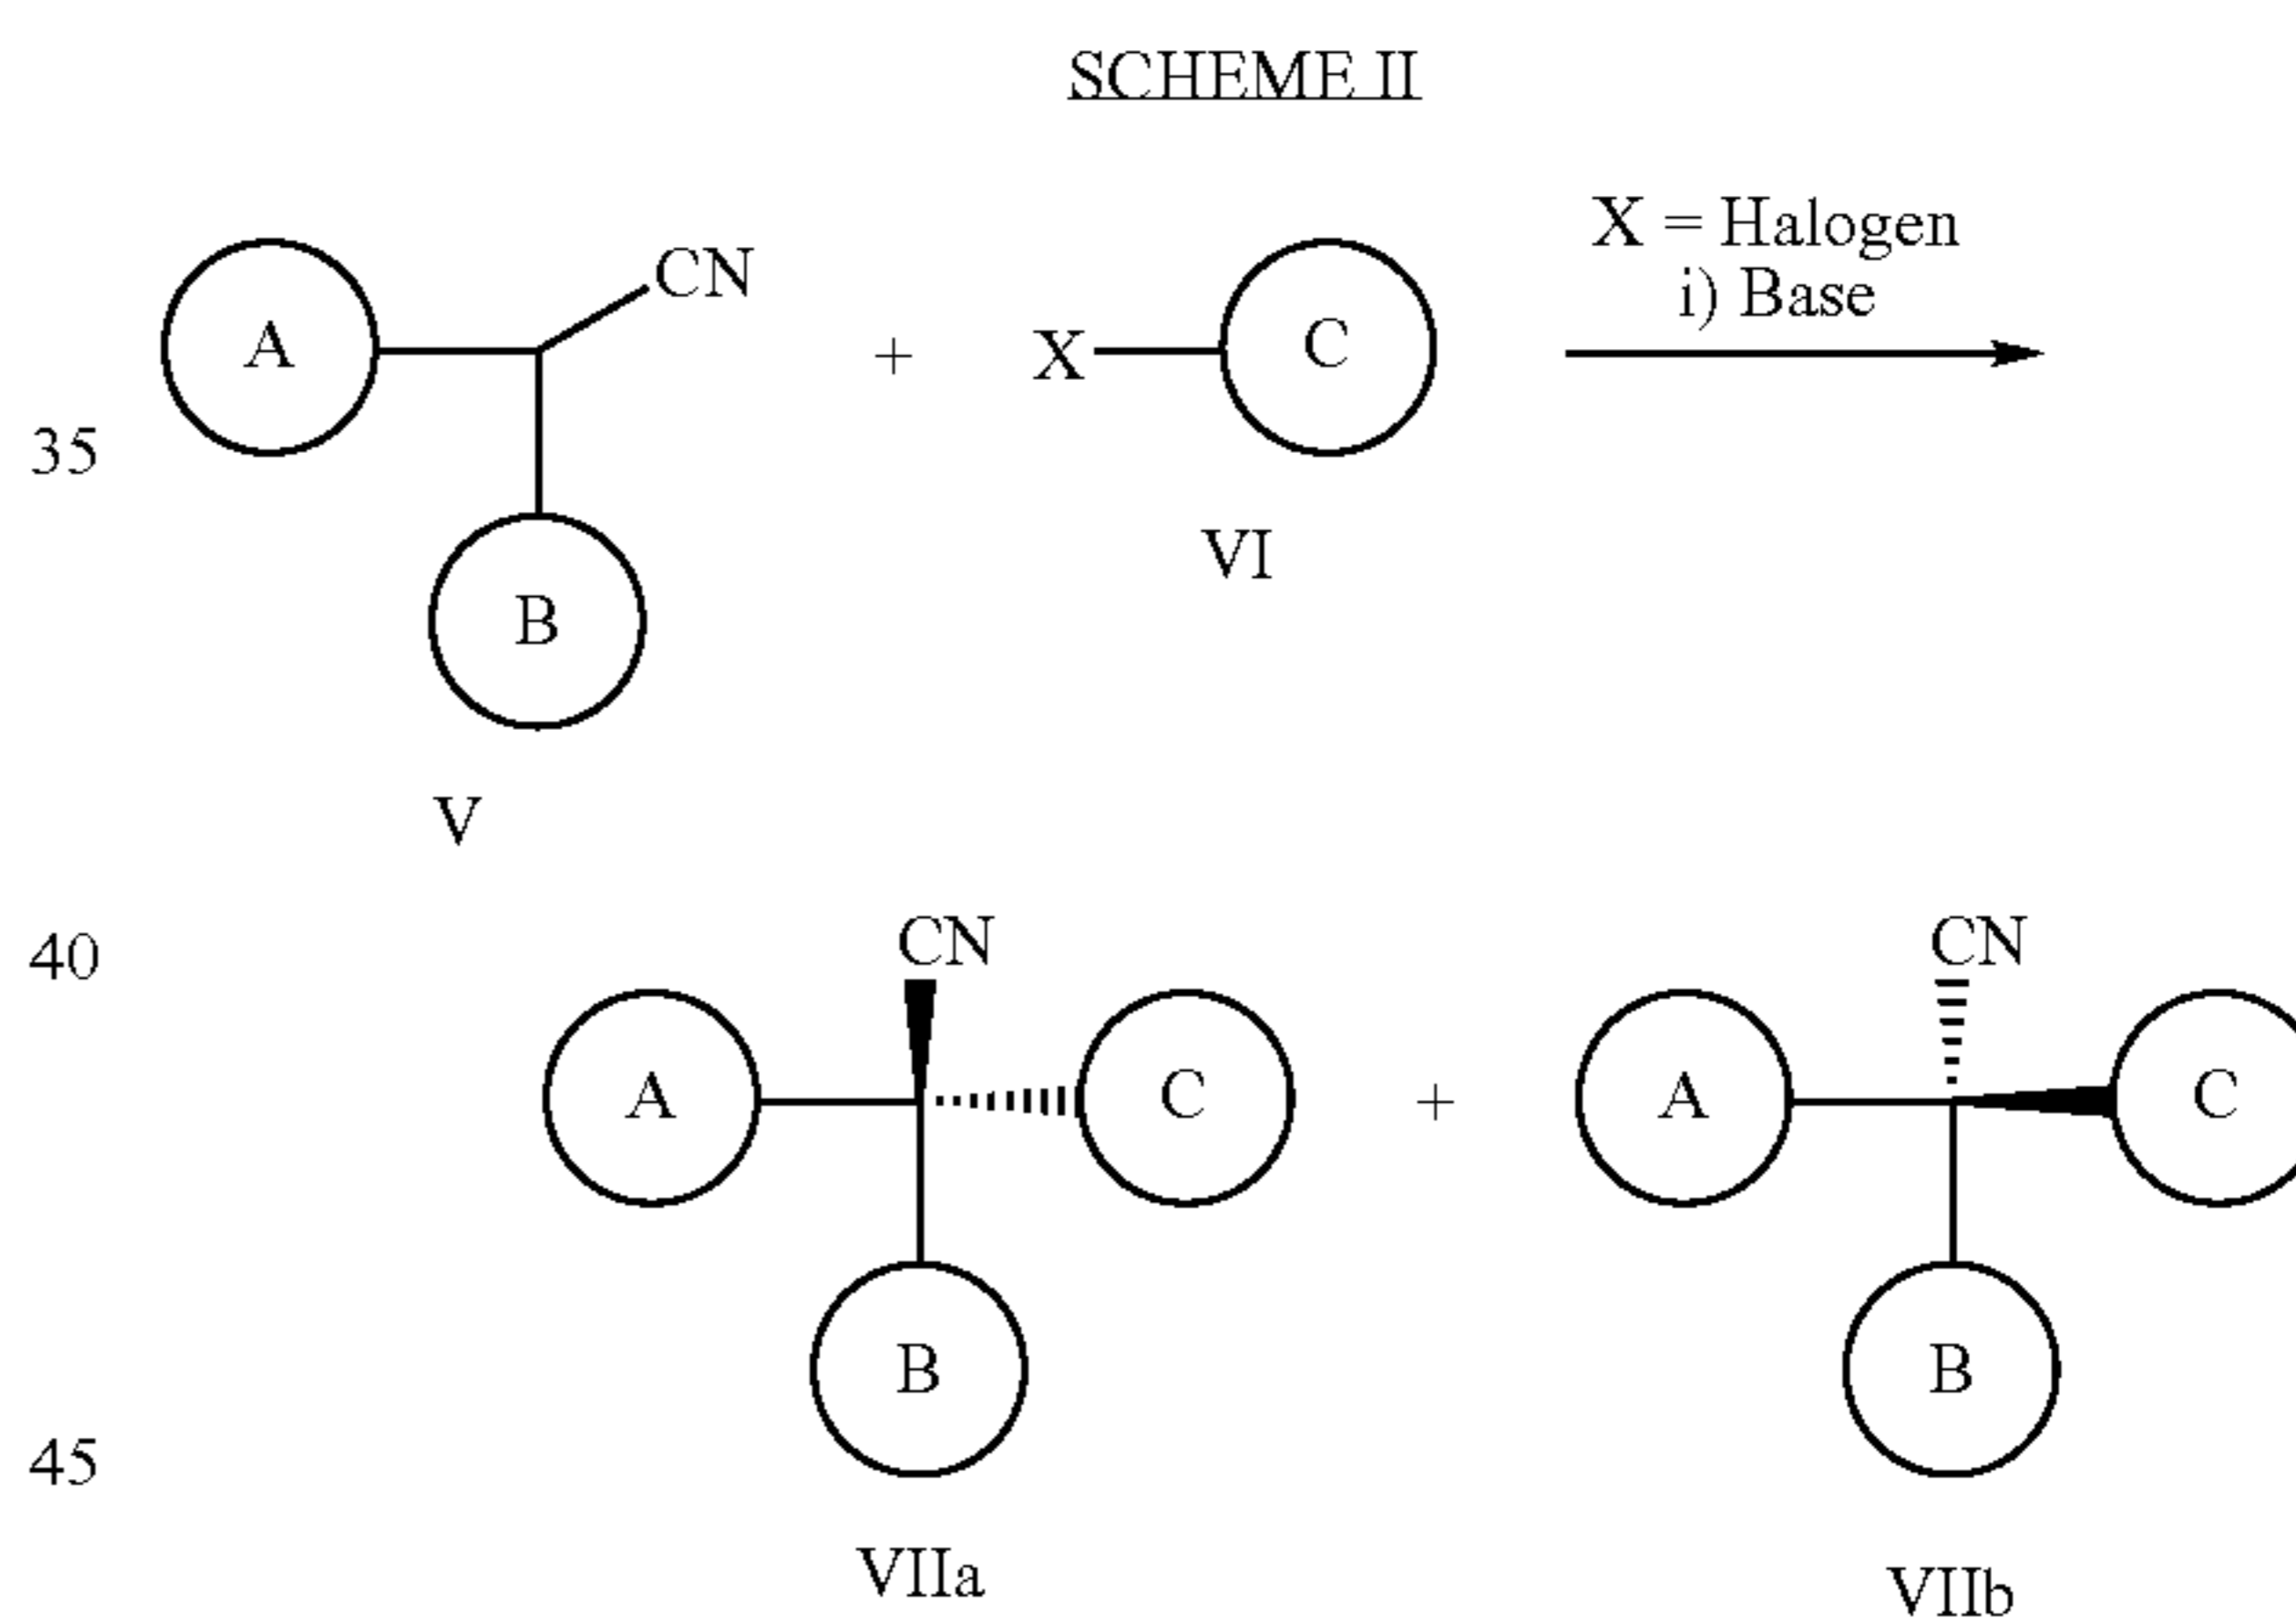 SCHEME II
X = Halogen
i) Base
CN
A
+
X
C
35
B
VI
V
40
CN
CN
A
C
+
A
C
B
B
45
VIIa
VIIb